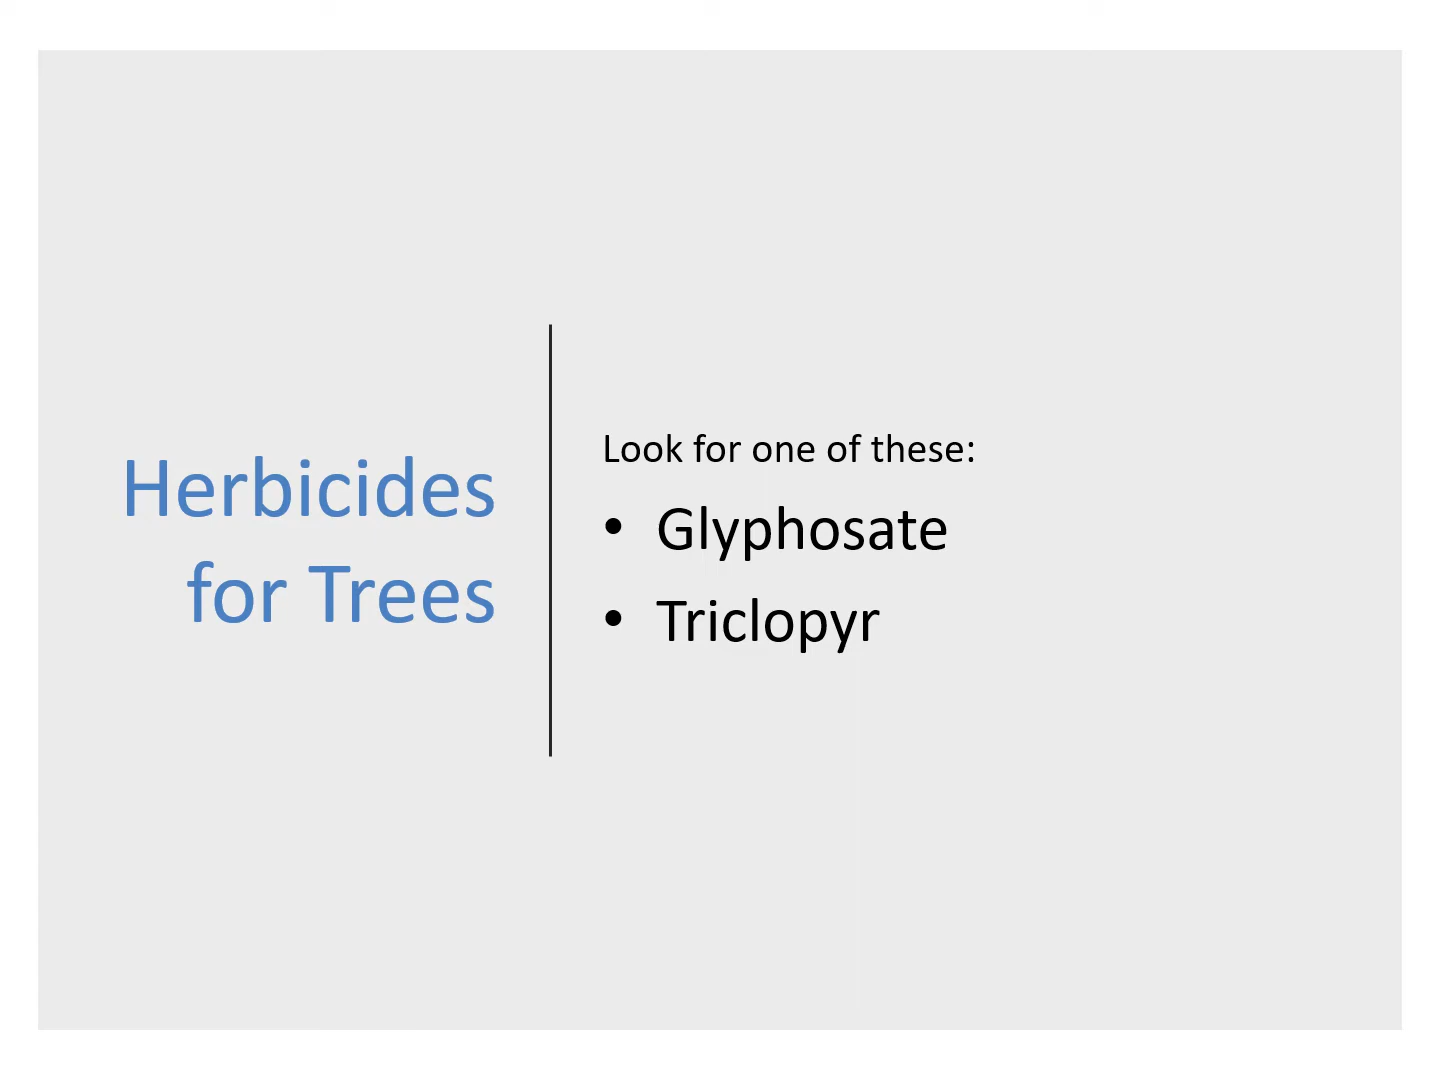 Herbicides
for Trees
Look for one of these:
• Glyphosate
• Triclopyr